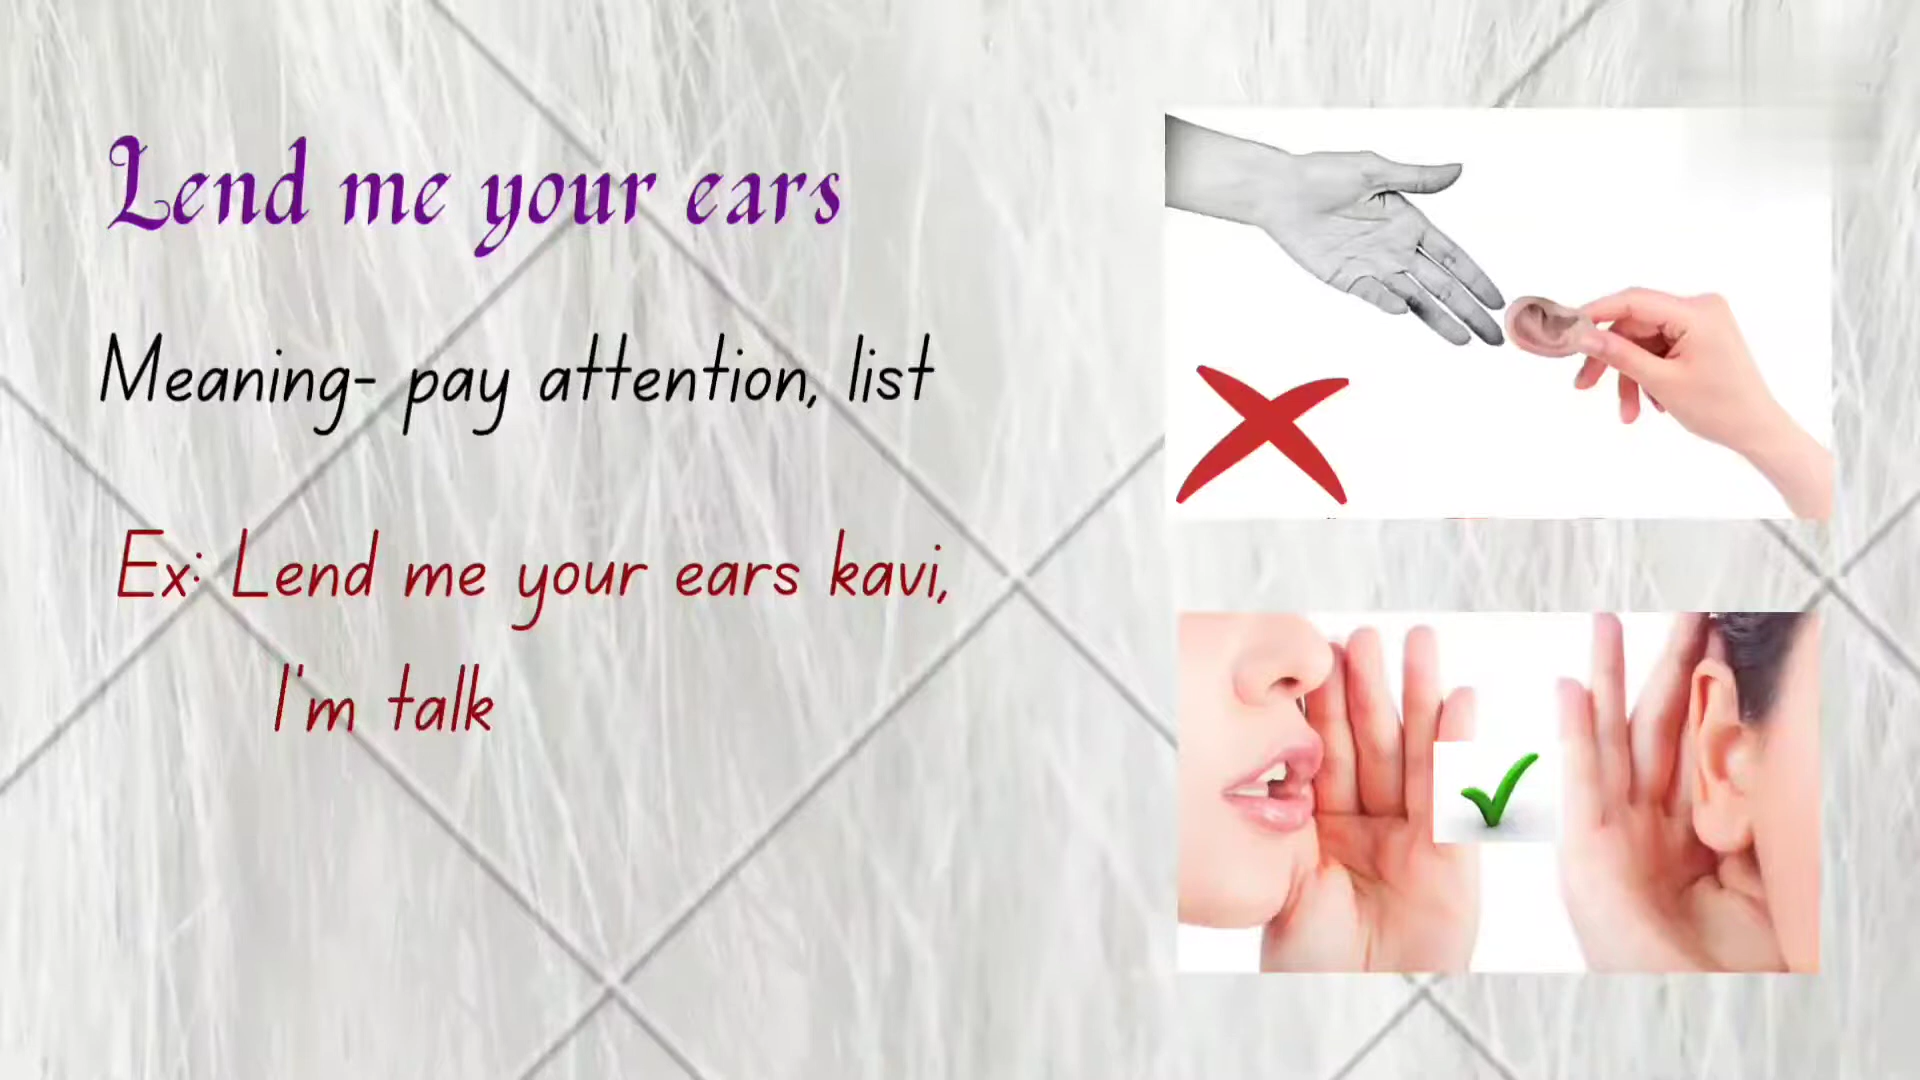 Lend me your ears
Meaning- pay attention, list
Ex: Lend me your ears kavi,
I'm talk